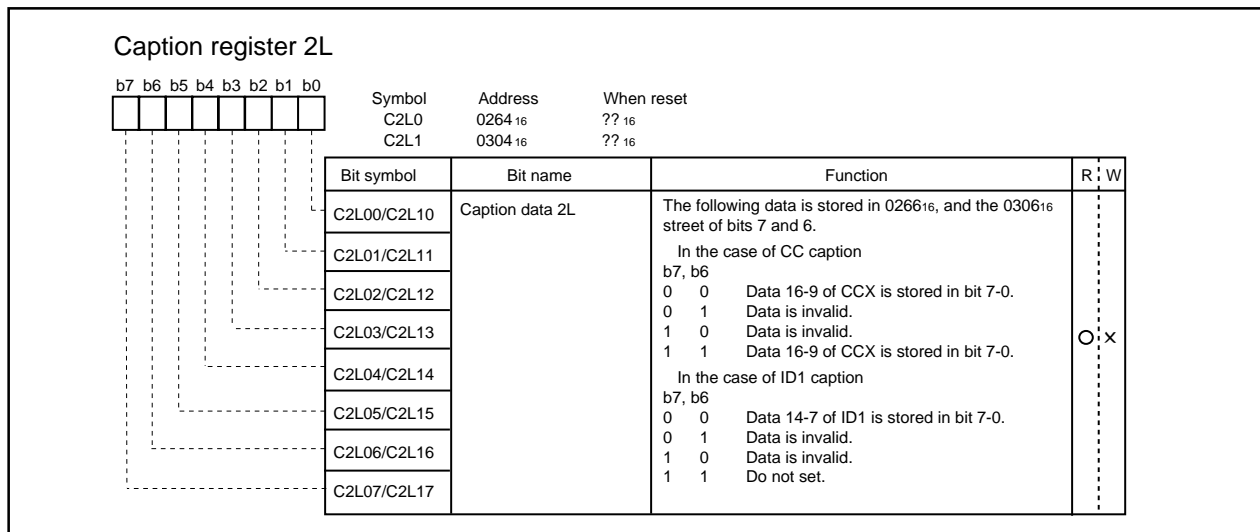 Caption register 2L
b7 b6 b5 b4 b3 b2 b1 b0
Symbol Address When reset
C2L0 0264 16 ?? 16
C2L1 0304 16 ?? 16
Bit symbol Bit name Function R W
C2L00/C2L10 Caption data 2L The following data is stored in 026616, and the 030616
street of bits 7 and 6.
C2L01/C2L11 In the case of CC caption
b7, b6
C2L02/C2L12 0 0 Data 16-9 of CCX is stored in bit 7-0.
0 1 Data is invalid.
C2L03/C2L13 1 0 Data is invalid.
1 1 Data 16-9 of CCX is stored in bit 7-0. O X
C2L04/C2L14 In the case of ID1 caption
b7, b6
C2L05/C2L15 0 0 Data 14-7 of ID1 is stored in bit 7-0.
0 1 Data is invalid.
C2L06/C2L16 1 0 Data is invalid.
1 1 Do not set.
C2L07/C2L17